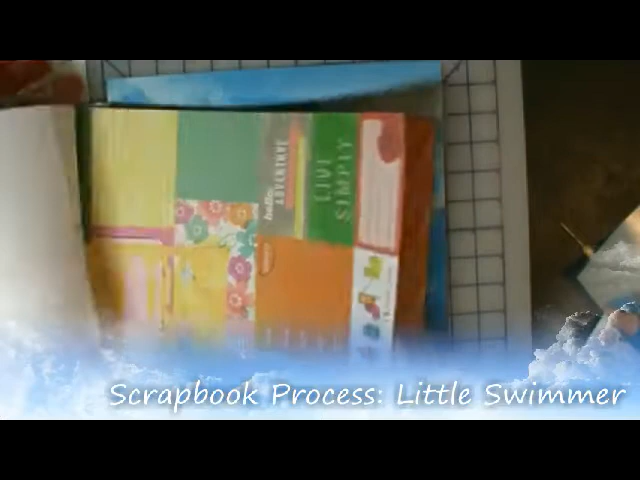 hello,
ADVENTURE
LIVE
SIMPLY
Scrapbook Process: Little Swimmer